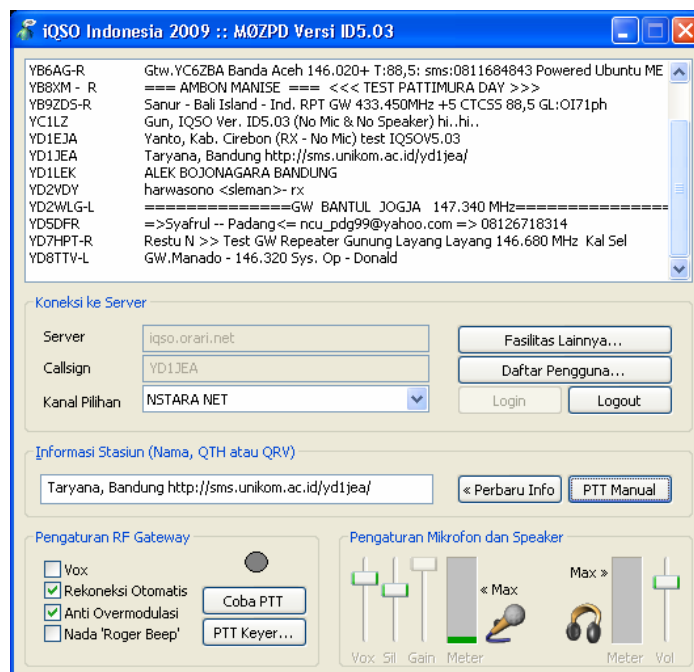 iQSO Indonesia 2009 :: MØZPD Versi ID5.03
YB6AG-R Gtw.YC6ZBA Banda Aceh 146.020+ T:88,5: sms:0811684843 Powered Ubuntu ME
YB8XM - R === AMBON MANISE === <<< TEST PATTIMURA DAY >>>
YB9ZDS-R Sanur - Bali Island - Ind. RPT GW 433.450MHz +5 CTCSS 88,5 GL:OI71ph
YC1LZ Gun, IQSO Ver. ID5.03 (No Mic & No Speaker) hi..hi..
YD1EJA Yanto, Kab. Cirebon (RX - No Mic) test IQSOV5.03
YD1JEA Taryana, Bandung http://sms.unikom.ac.id/yd1jea/
YD1LEK ALEK BOJONAGARA BANDUNG
YD2VDY harwasono <sleman>- rx
YD2WLG-L ==============GW BANTUL JOGJA 147.340 MHz===============
YD5DFR =>Syafrul -- Padang<= ncu_pdg99@yahoo.com => 08126718314
YD7HPT-R Restu N >> Test GW Repeater Gunung Layang Layang 146.680 MHz Kal Sel
YD8TTV-L GW.Manado - 146.320 Sys. Op - Donald
Koneksi ke Server
Server iqso.orari.net Fasilitas Lainnya...
Callsign YD1JEA Daftar Pengguna...
Kanal Pilihan NSTARA NET Login Logout
Informasi Stasiun (Nama, QTH atau QRV)
Taryana, Bandung http://sms.unikom.ac.id/yd1jea/ « Perbaru Info PTT Manual
Pengaturan RF Gateway
Vox
Rekoneksi Otomatis
Anti Overmodulasi
Nada 'Roger Beep'
Coba PTT
PTT Keyer...
Pengaturan Mikrofon dan Speaker
« Max Max »
Vox Sil Gain Meter Meter Vol